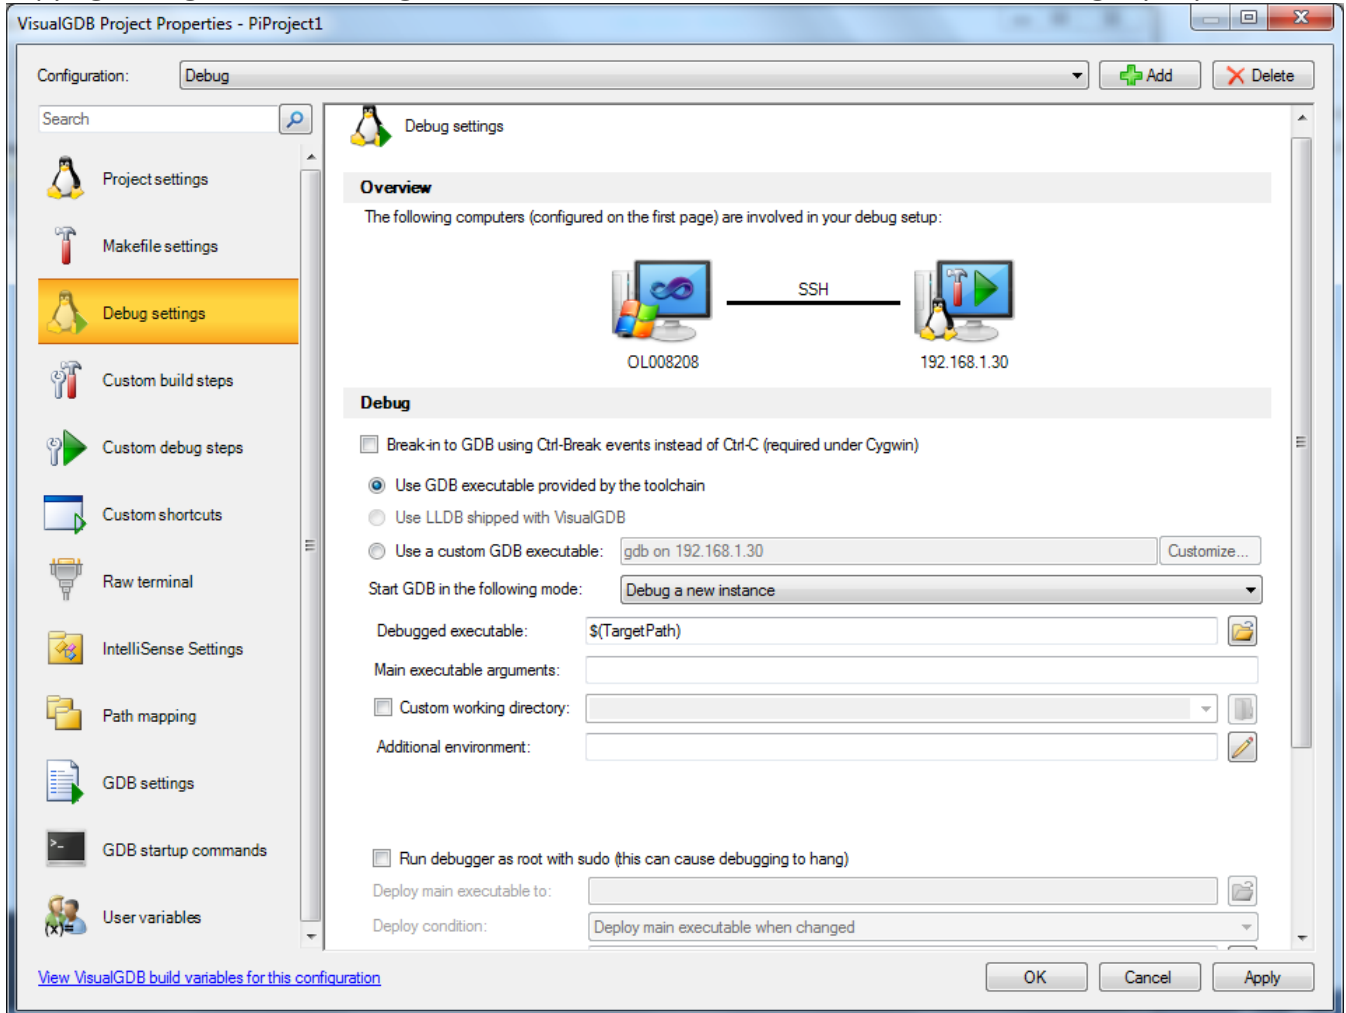 VisualGDB Project Properties - PiProject1
Configuration:
Debug
Add
Delete
Search
Project settings
Makefile settings
Debug settings
Custom build steps
Custom debug steps
Custom shortcuts
Raw terminal
IntelliSense Settings
Path mapping
GDB settings
GDB startup commands
User variables
Debug settings
Overview
The following computers (configured on the first page) are involved in your debug setup:
SSH
OL008208
192.168.1.30
Debug
Break-in to GDB using Ctrl-Break events instead of Ctrl-C (required under Cygwin)
Use GDB executable provided by the toolchain
Use LLDB shipped with VisualGDB
Use a custom GDB executable: gdb on 192.168.1.30 Customize...
Start GDB in the following mode: Debug a new instance
Debugged executable: $(TargetPath)
Main executable arguments:
Custom working directory:
Additional environment:
Run debugger as root with sudo (this can cause debugging to hang)
Deploy main executable to:
Deploy condition: Deploy main executable when changed
View VisualGDB build variables for this configuration
OK
Cancel
Apply